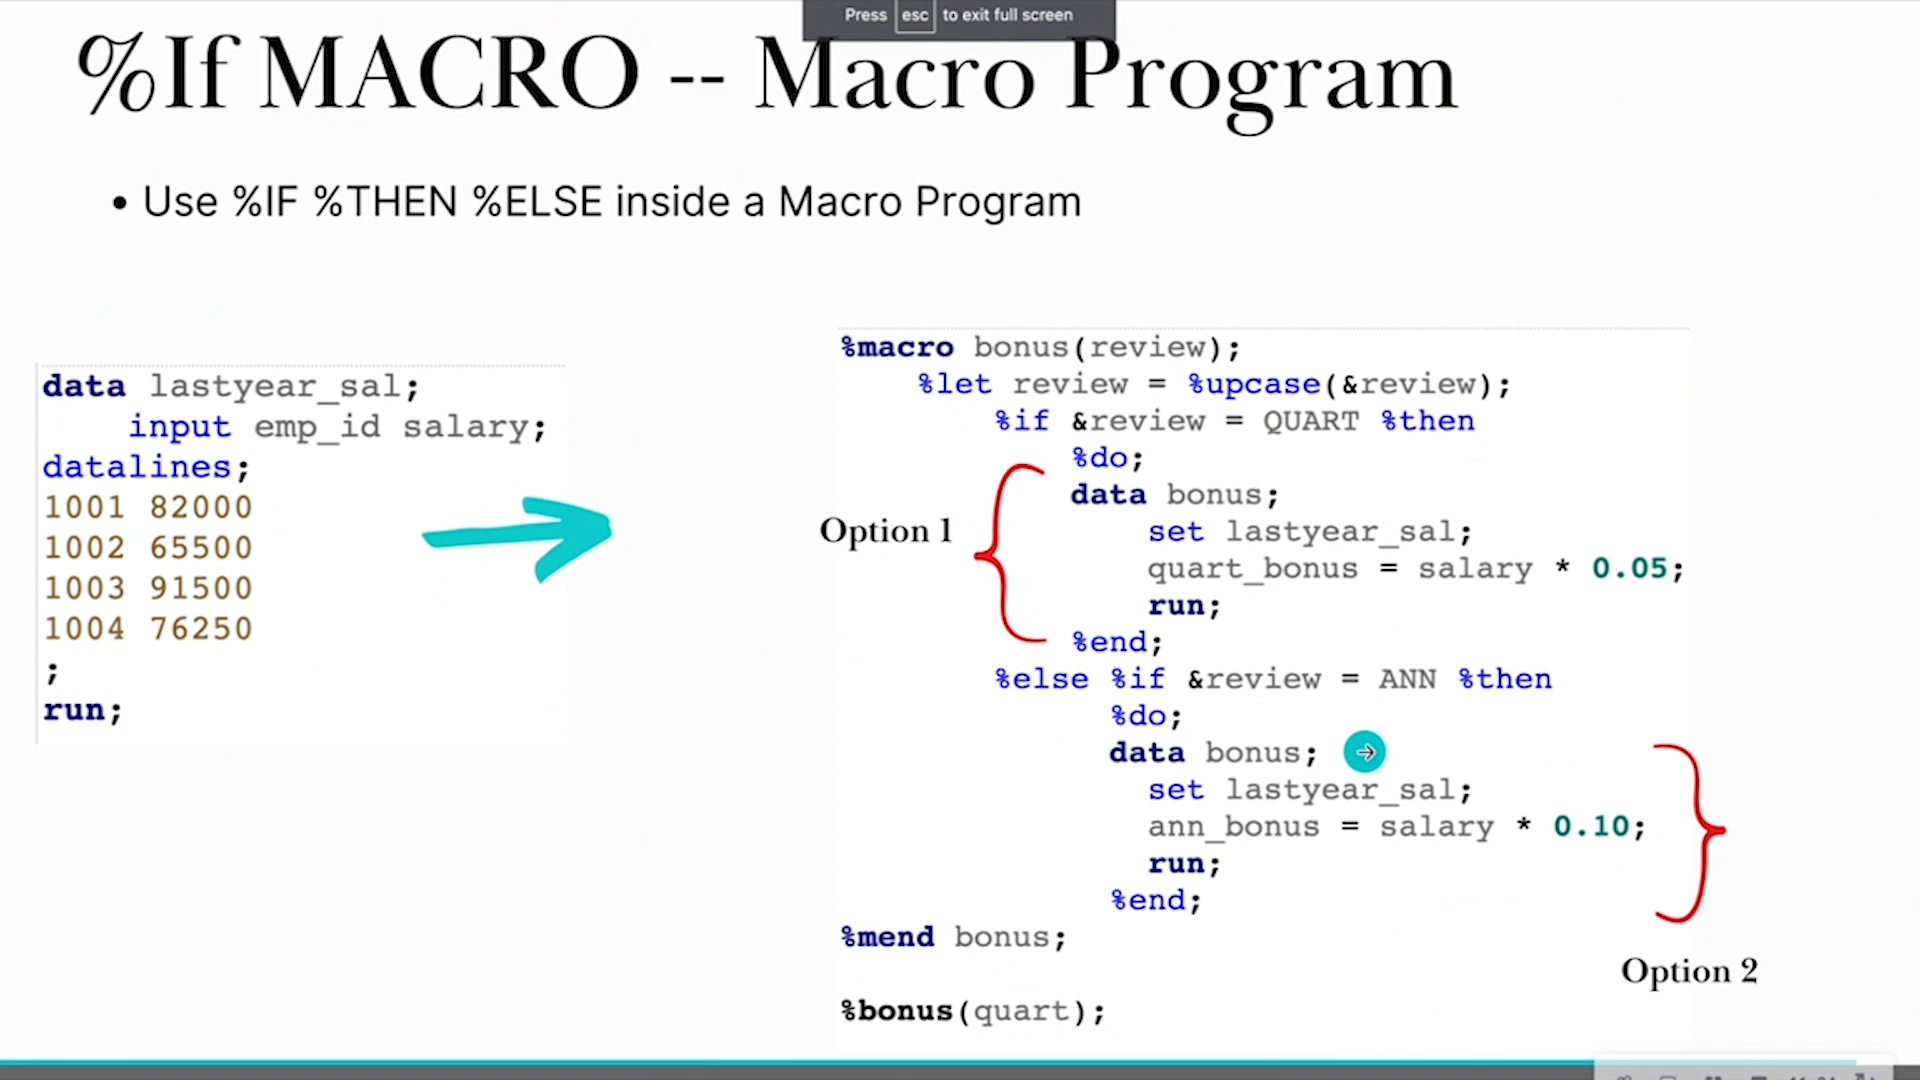 Press esc to exit full screen
%If MACRO -- Macro Program
• Use %IF %THEN %ELSE inside a Macro Program
data lastyear_sal;
input emp_id salary;
datalines;
1001 82000
1002 65500
1003 91500
1004 76250
;
run;
%macro bonus(review);
%let review = %upcase(&review);
%if &review = QUART %then
%do;
data bonus;
Option 1
set lastyear_sal;
quart_bonus = salary * 0.05;
run;
%end;
%else %if &review = ANN %then
%do;
data bonus;
set lastyear_sal;
ann_bonus = salary * 0.10;
run;
%end;
%mend bonus;
Option 2
%bonus(quart);